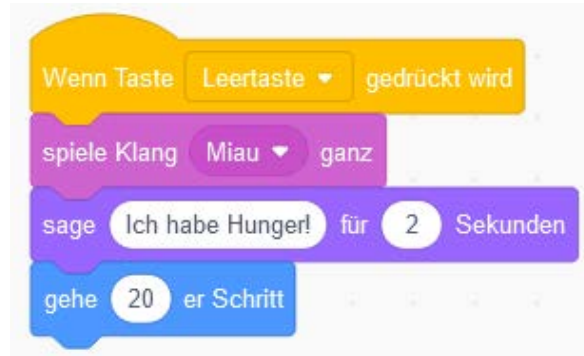 Wenn Taste Leertaste gedrückt wird
spiele Klang Miau ganz
sage Ich habe Hunger! für 2 Sekunden
gehe 20 er Schritt